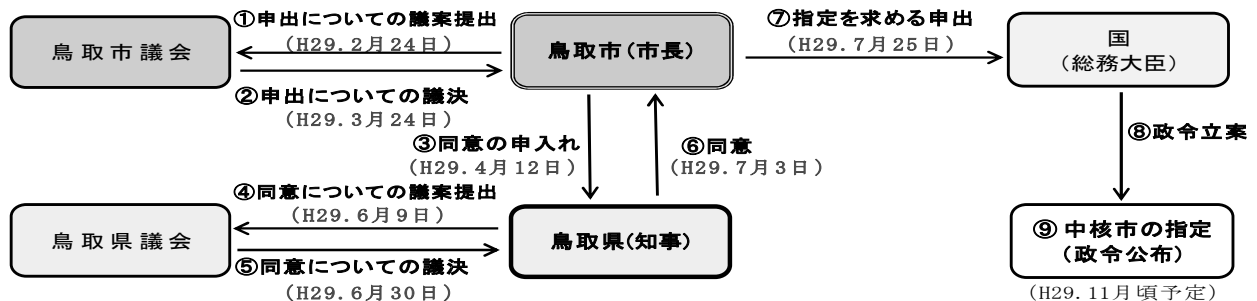 ①申出についての議案提出
(H29.2月24日)
⑦指定を求める申出
(H29.7月25日)
鳥取市議会
鳥取市(市長)
国
(総務大臣)
②申出についての議決
(H29.3月24日)
③同意の申入れ
(H29.4月12日)
⑥同意
(H29.7月3日)
⑧政令立案
④同意についての議案提出
(H29.6月9日)
鳥取県議会
鳥取県(知事)
⑨中核市の指定
(政令公布)
⑤同意についての議決
(H29.6月30日)
(H29.11月頃予定)